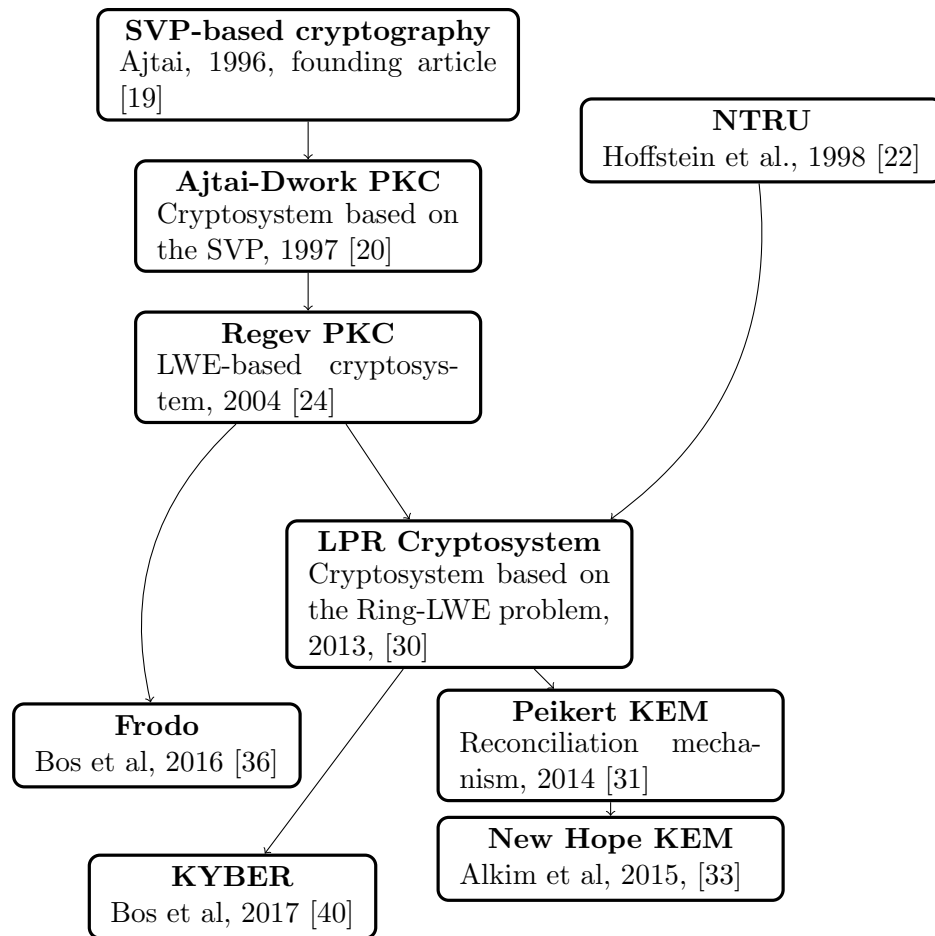 SVP-based cryptography
Ajtai, 1996, founding article
[19]
NTRU
Hoffstein et al., 1998 [22]
Ajtai-Dwork PKC
Cryptosystem based on
the SVP, 1997 [20]
Regev PKC
LWE-based cryptosys-
tem, 2004 [24]
LPR Cryptosystem
Cryptosystem based on
the Ring-LWE problem,
2013, [30]
Frodo
Bos et al, 2016 [36]
Peikert KEM
Reconciliation mecha-
nism, 2014 [31]
New Hope KEM
Alkim et al, 2015, [33]
KYBER
Bos et al, 2017 [40]